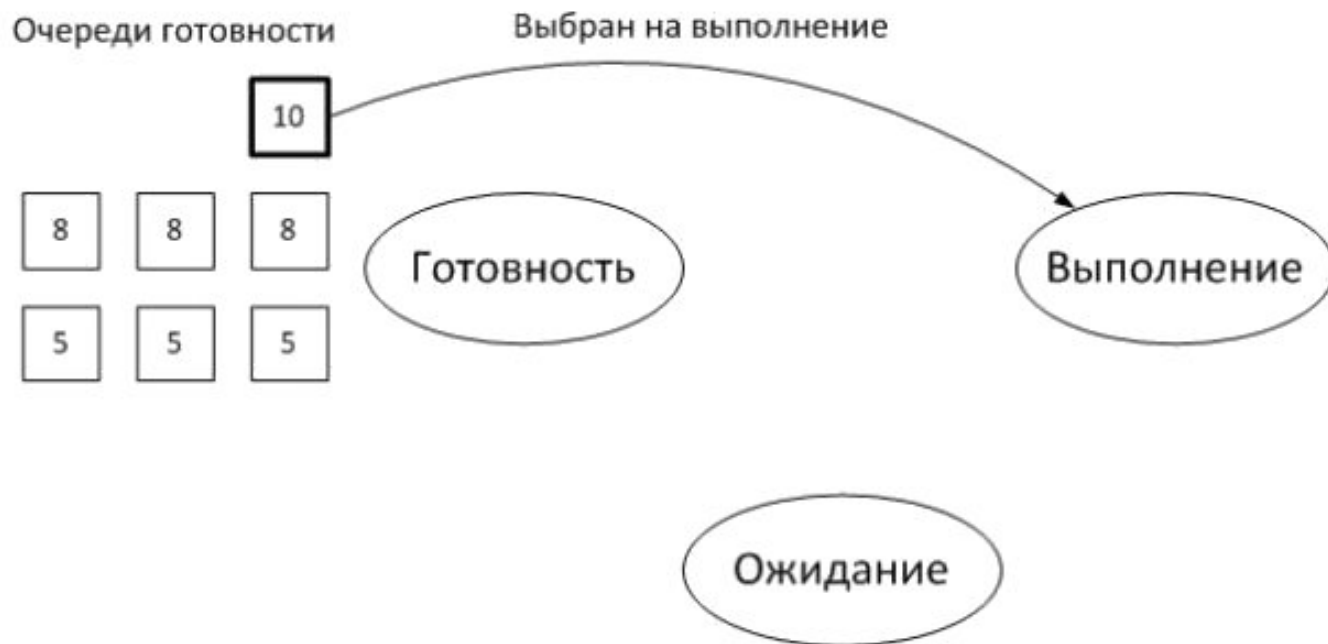 Очереди готовности
Выбран на выполнение
10
8 8 8
Готовность
Выполнение
5 5 5
Ожидание